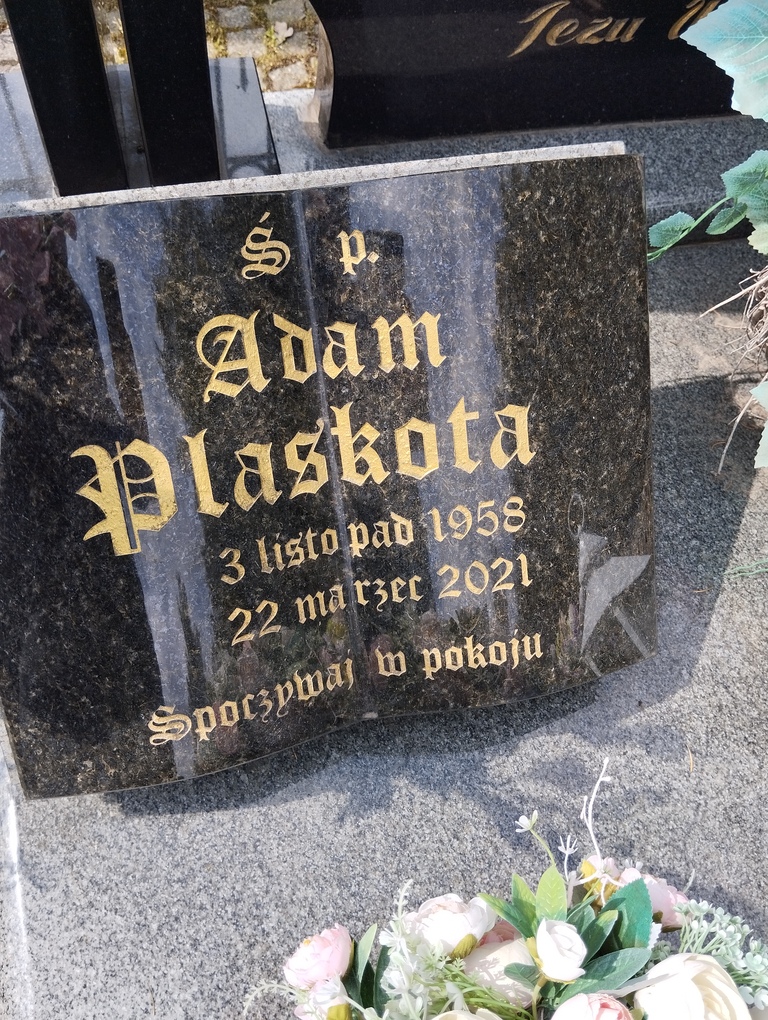 Jezu
Ś p.
Adam
Plaskota
3 listopad 1958
22 marzec 2021
Spoczywaj w pokoju